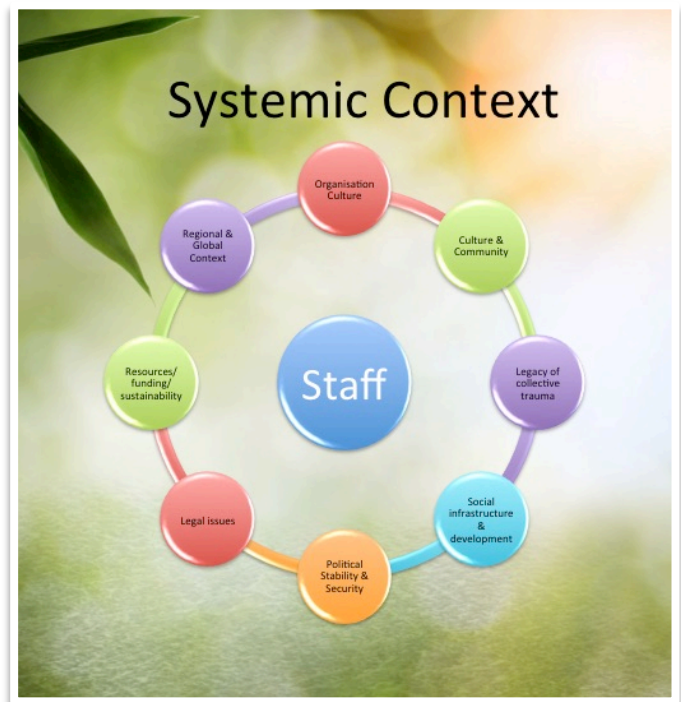 Systemic Context
Organisation
Culture
Culture &
Community
Legacy of
collective
trauma
Social
infrastructure
&
development
Political
Stability &
Security
Legal issues
Resources/
funding/
sustainability
Regional &
Global
Context
Staff